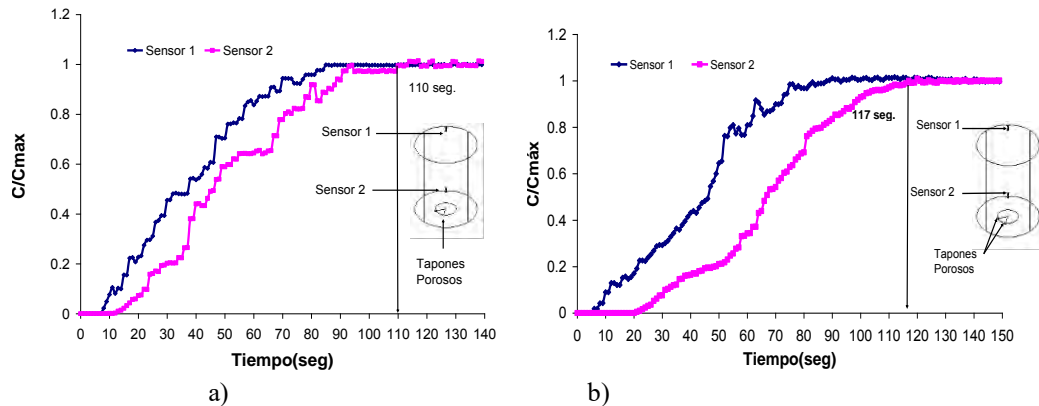 1.2
1
0.8
0.6
0.4
0.2
0
C/Cmax
Sensor 1 Sensor 2
110 seg.
Sensor 1
Sensor 2
Tapones
Porosos
0 10 20 30 40 50 60 70 80 90 100 110 120 130 140
Tiempo(seg)
a)
1.2
1
0.8
0.6
0.4
0.2
0
C/Cmáx
Sensor 1 Sensor 2
117 seg.
Sensor 1
Sensor 2
Tapones
Porosos
0 10 20 30 40 50 60 70 80 90 100 110 120 130 140 150
Tiempo(seg)
b)